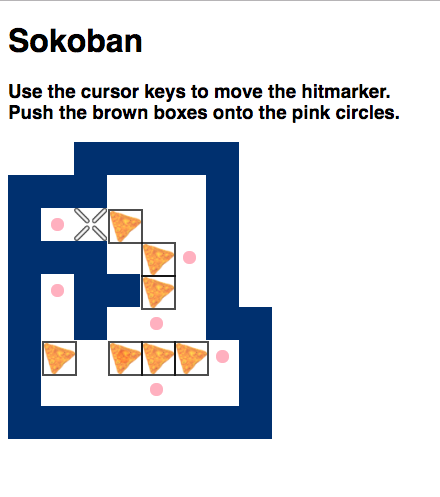 Sokoban
Use the cursor keys to move the hitmarker.
Push the brown boxes onto the pink circles.